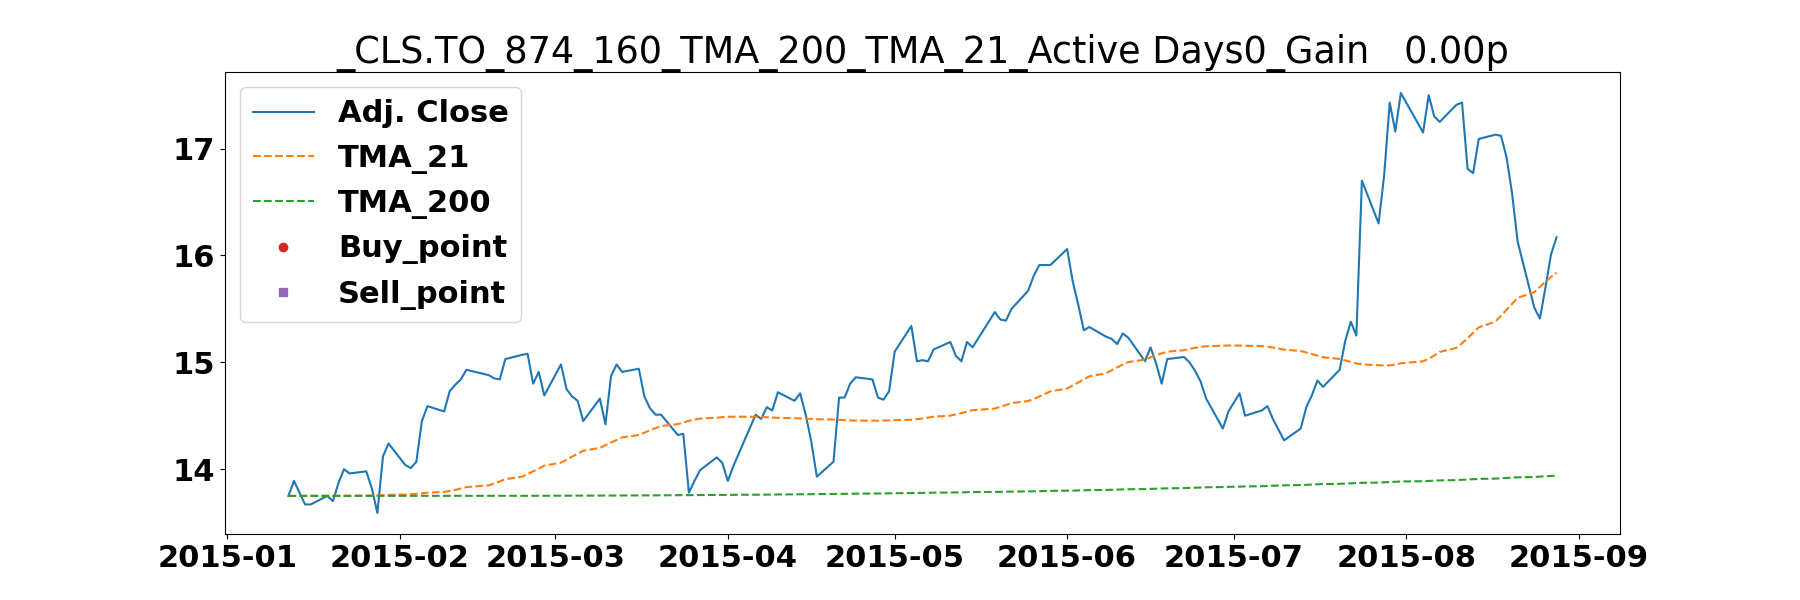 _CLS.TO_874_160_TMA_200_TMA_21_Active Days0_Gain   0.00p
Adj. Close
TMA_21
TMA_200
Buy_point
Sell_point
17
16
15
14
2015-01 2015-02 2015-03 2015-04 2015-05 2015-06 2015-07 2015-08 2015-09